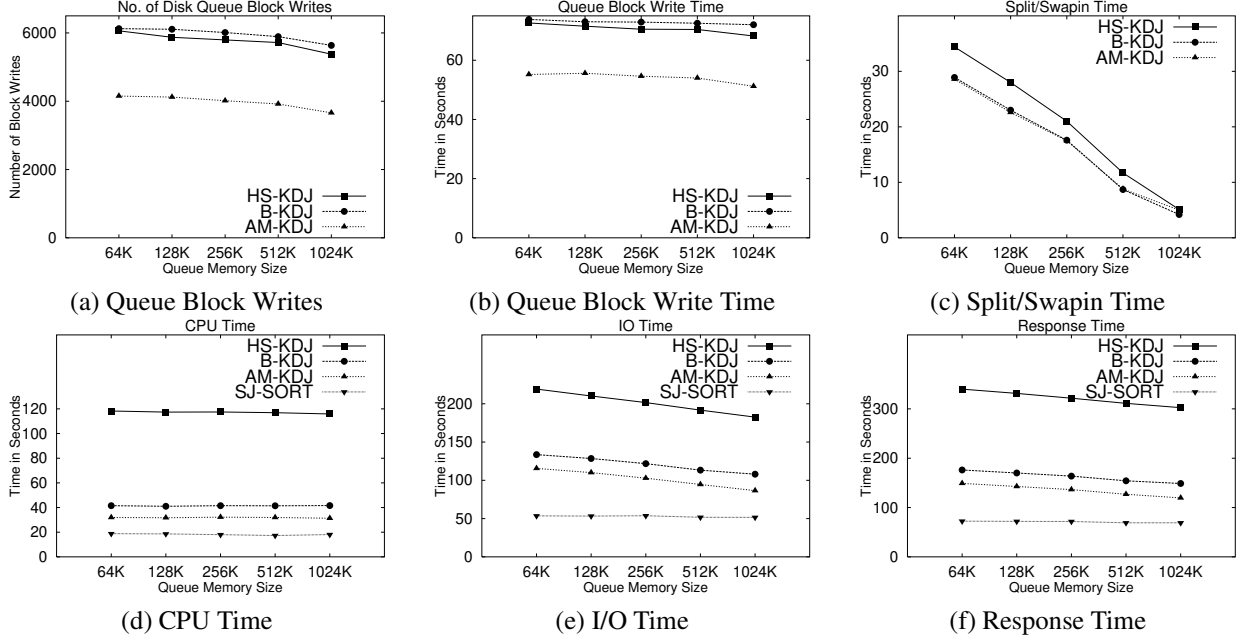 No. of Disk Queue Block Writes
6000
4000
2000
0
Number of Block Writes
HS-KDJ
B-KDJ
AM-KDJ
64K 128K 256K 512K 1024K
Queue Memory Size
(a) Queue Block Writes
Queue Block Write Time
60
40
20
0
Time in Seconds
HS-KDJ
B-KDJ
AM-KDJ
64K 128K 256K 512K 1024K
Queue Memory Size
(b) Queue Block Write Time
Split/Swapin Time
HS-KDJ
B-KDJ
AM-KDJ
30
20
10
0
Time in Seconds
64K 128K 256K 512K 1024K
Queue Memory Size
(c) Split/Swapin Time
CPU Time
HS-KDJ
B-KDJ
AM-KDJ
SJ-SORT
120
100
80
60
40
20
0
Time in Seconds
64K 128K 256K 512K 1024K
Queue Memory Size
(d) CPU Time
IO Time
HS-KDJ
B-KDJ
AM-KDJ
SJ-SORT
200
150
100
50
0
Time in Seconds
64K 128K 256K 512K 1024K
Queue Memory Size
(e) I/O Time
Response Time
HS-KDJ
B-KDJ
AM-KDJ
SJ-SORT
300
200
100
0
Time in Seconds
64K 128K 256K 512K 1024K
Queue Memory Size
(f) Response Time